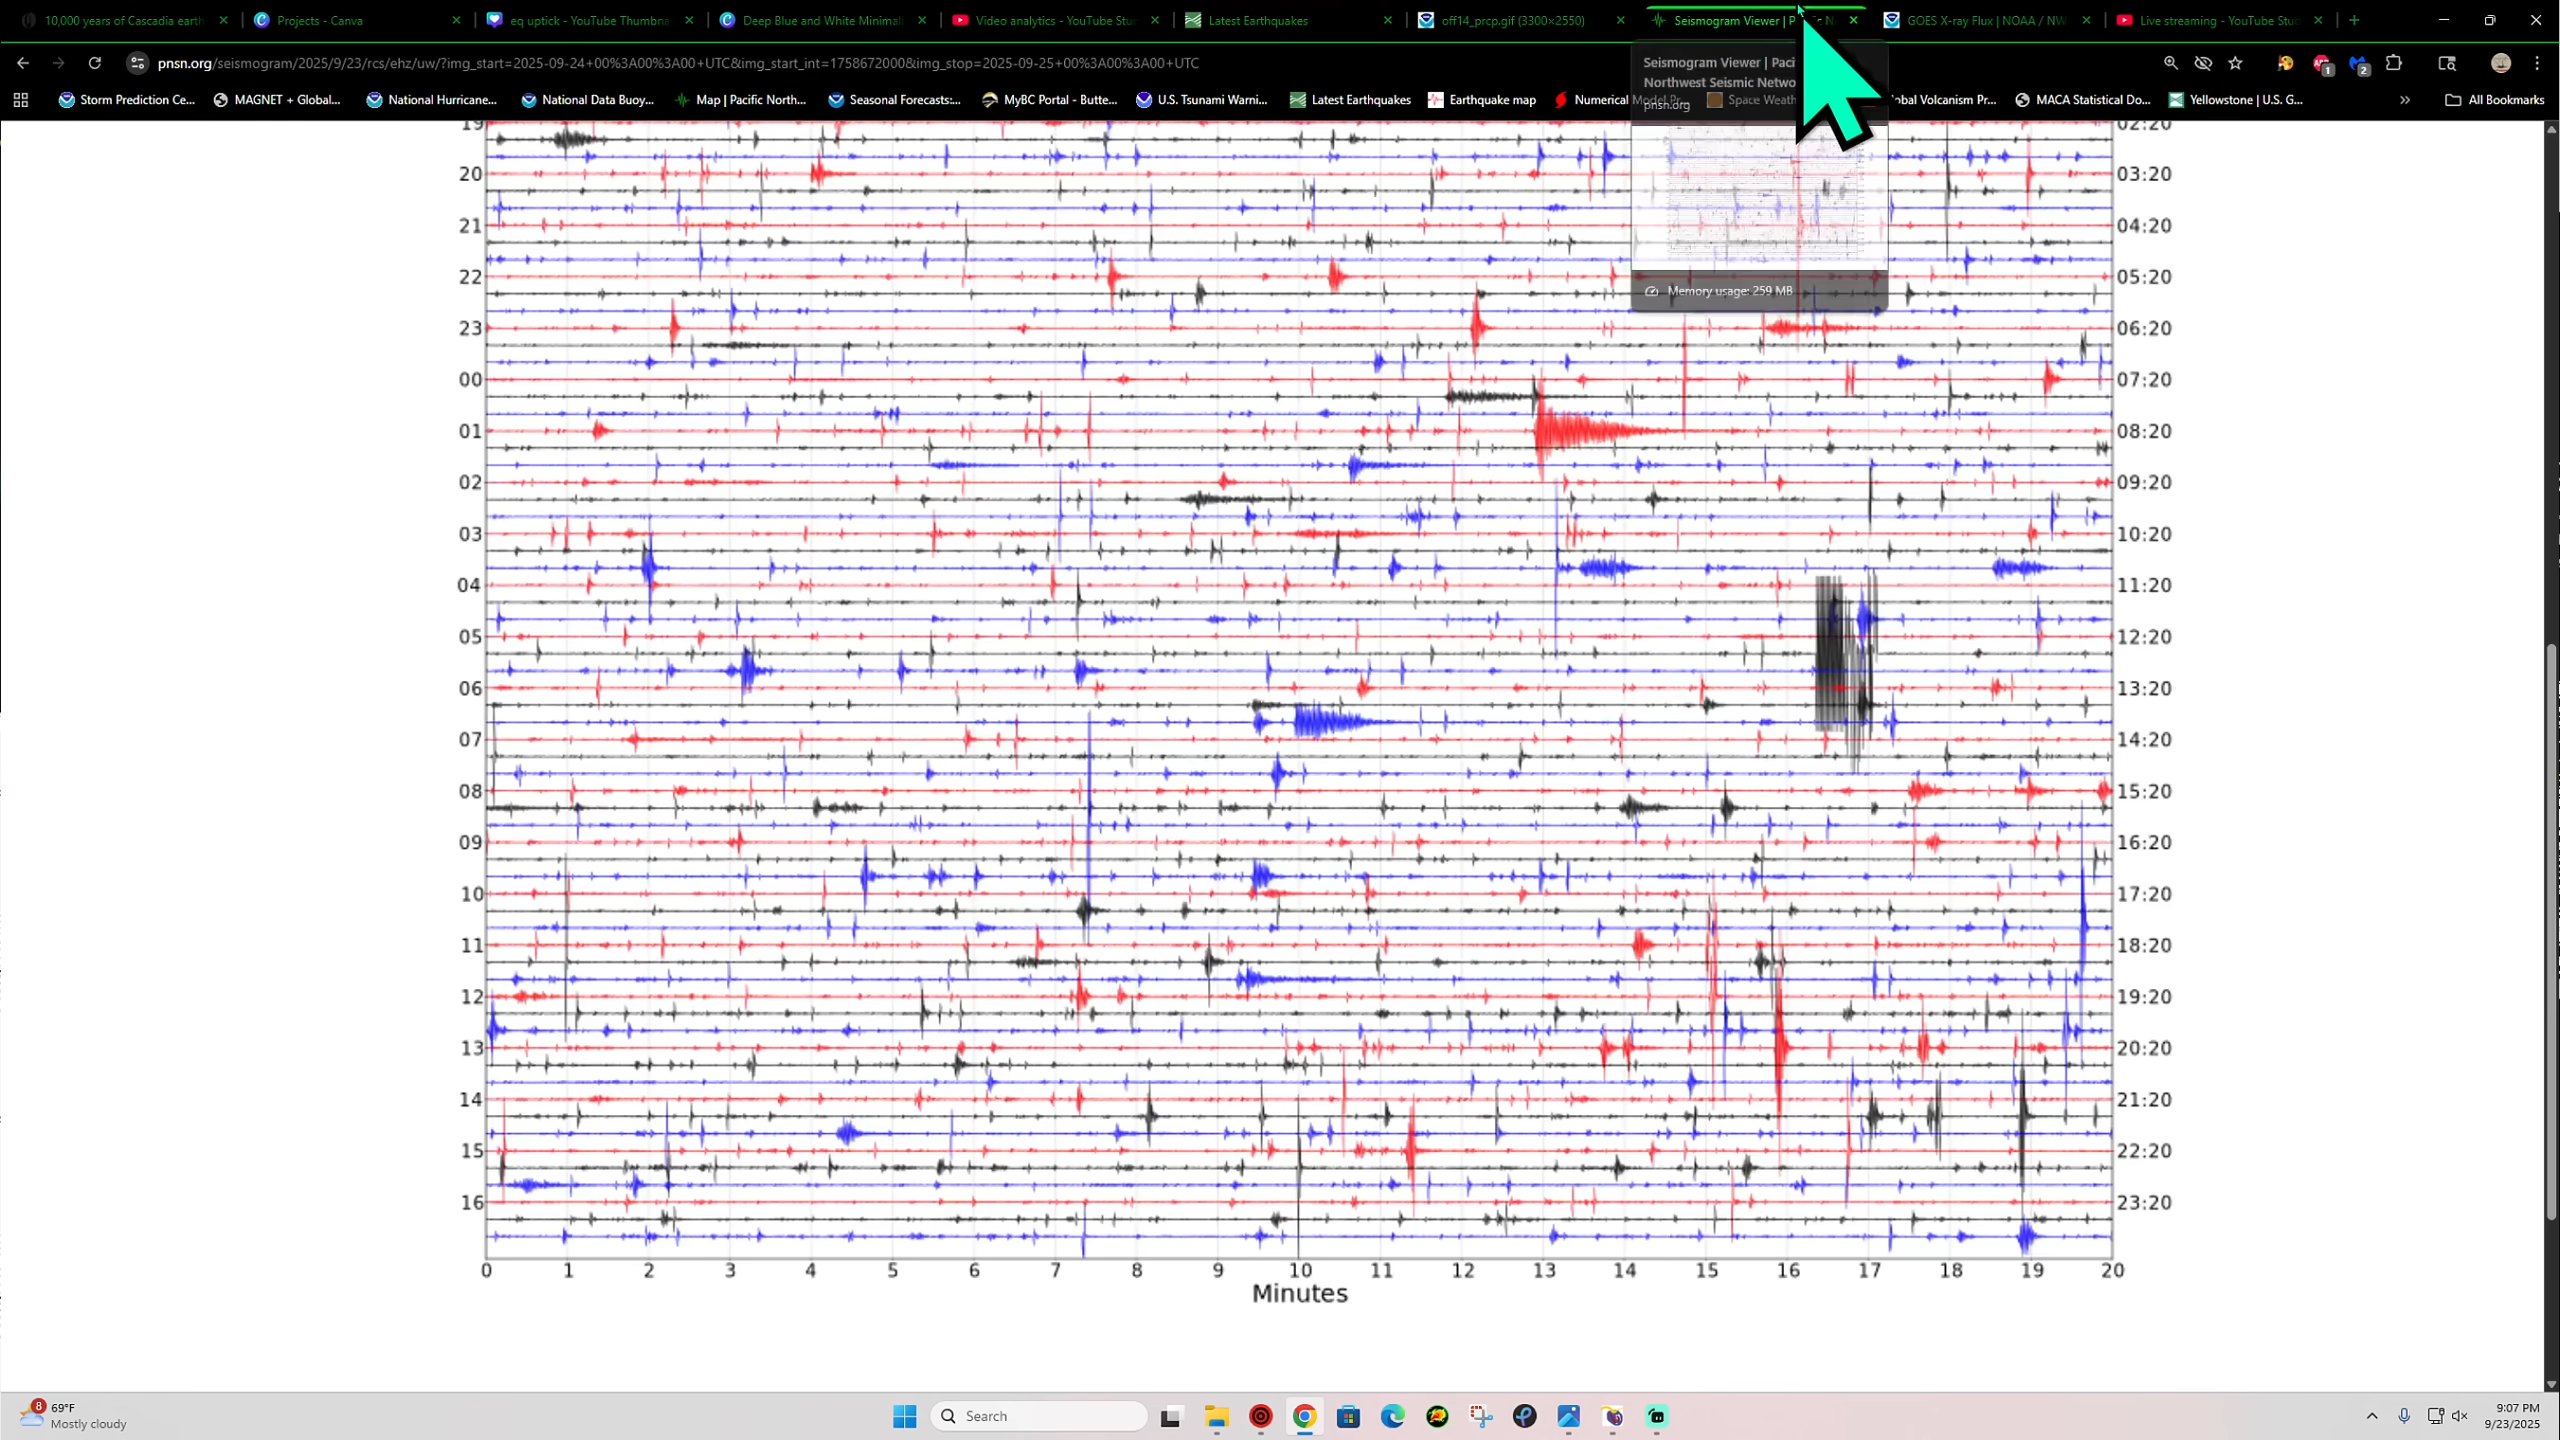 10,000 years of Cascadia earth
Projects - Canva
eq uptick - YouTube Thumbna
Deep Blue and White Minimali
Video analytics - YouTube Stu
Latest Earthquakes
off14_prcp.gif (3300×2550)
Seismogram Viewer | P
GOES X-ray Flux | NOAA / NW
Live streaming - YouTube Stu
pnsn.org/seismogram/2025/9/23/rcs/ehz/uw/?img_start=2025-09-24+00%3A00%3A00+UTC&img_start_int=1758672000&img_stop=2025-09-25+00%3A00%3A00+UTC
1
2
Storm Prediction Ce...
MAGNET + Global...
National Hurricane...
National Data Buoy...
Map | Pacific North...
Seasonal Forecasts:...
MyBC Portal - Butte...
U.S. Tsunami Warni...
Latest Earthquakes
Earthquake map
Numerical Model Pr...
Space Weath
obal Volcanism Pr...
MACA Statistical Do...
Yellowstone | U.S. G...
All Bookmarks
Seismogram Viewer | Paci
Northwest Seismic Netwo
pnsn.org
Memory usage: 259 MB
19 02:20
20 03:20
21 04:20
22 05:20
23 06:20
00 07:20
01 08:20
02 09:20
03 10:20
04 11:20
05 12:20
06 13:20
07 14:20
08 15:20
09 16:20
10 17:20
11 18:20
12 19:20
13 20:20
14 21:20
15 22:20
16 23:20
0 1 2 3 4 5 6 7 8 9 10 11 12 13 14 15 16 17 18 19 20
Minutes
8
69°F
Mostly cloudy
Search
9:07 PM
9/23/2025